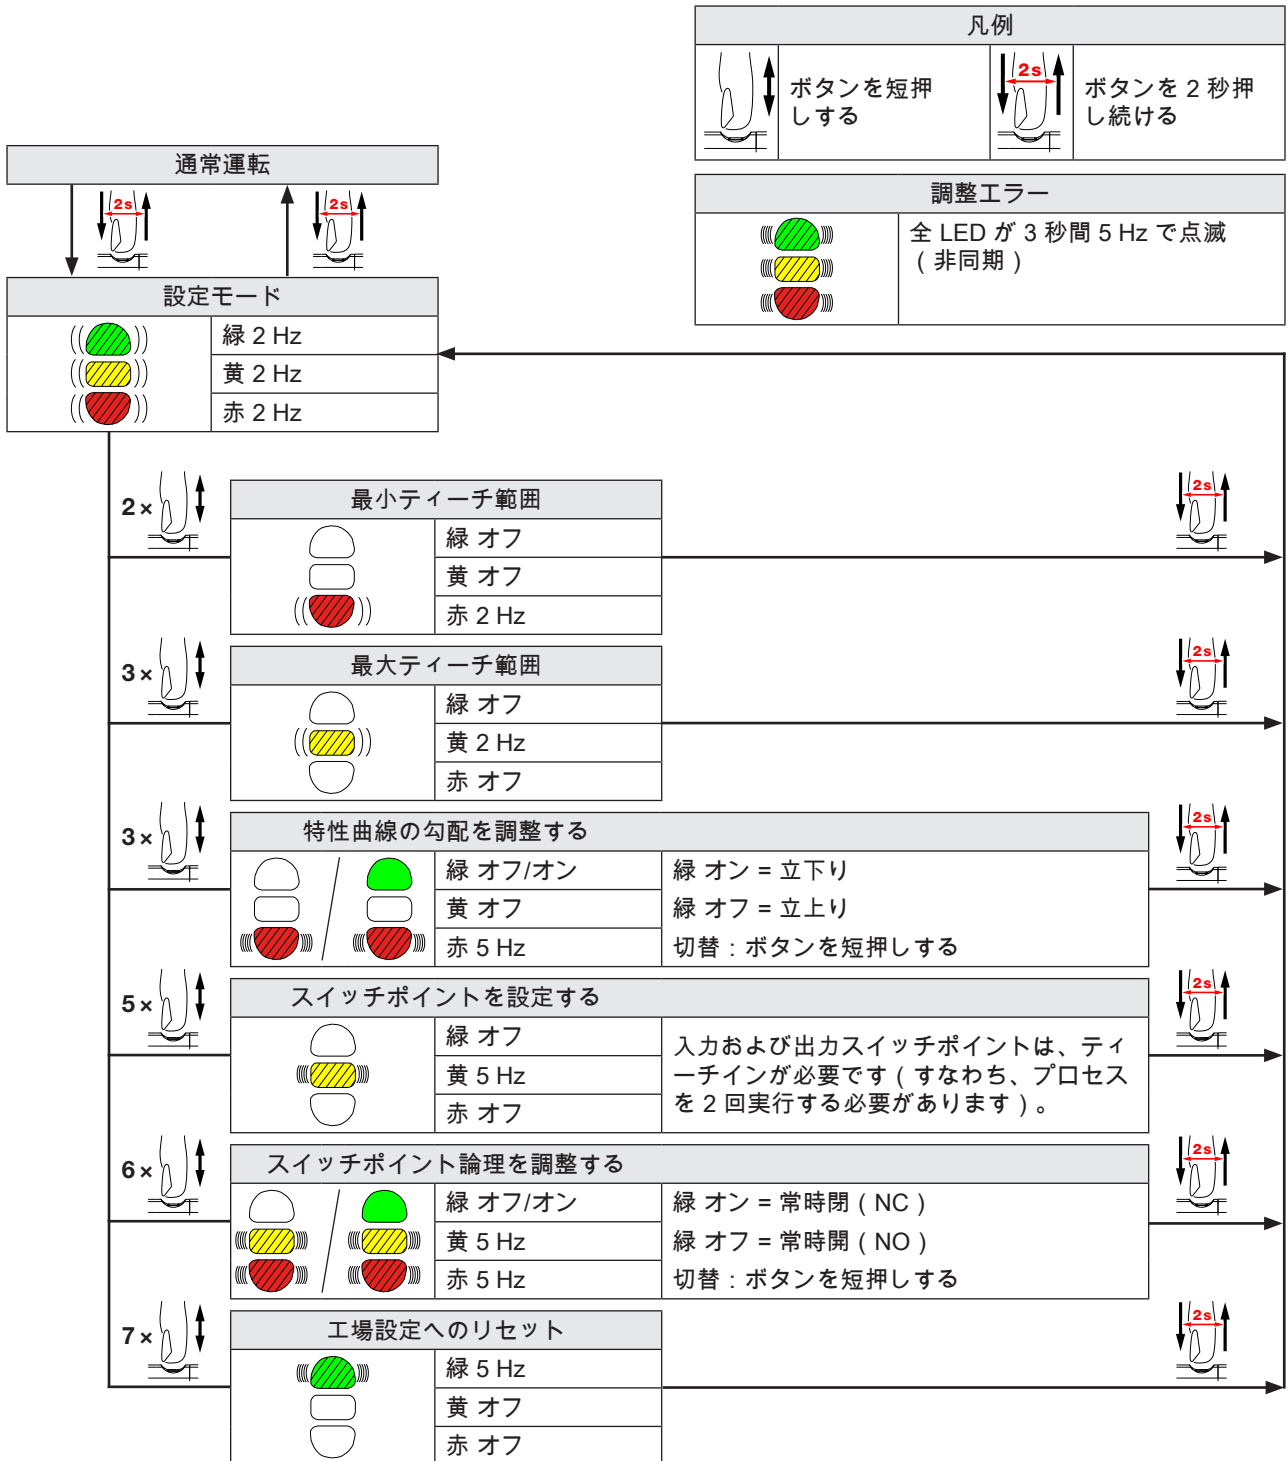 凡例
ボタンを短押
しする
2s
ボタンを 2 秒押
し続ける
通常運転
2s
2s
調整エラー
全 LED が 3 秒間 5 Hz で点滅
( 非同期 )
設定モード
緑 2 Hz
黄 2 Hz
赤 2 Hz
2×
最小ティーチ範囲
緑 オフ
黄 オフ
赤 2 Hz
2s
3×
最大ティーチ範囲
緑 オフ
黄 2 Hz
赤 オフ
2s
3×
特性曲線の勾配を調整する
緑 オフ/オン
緑 オン = 立下り
黄 オフ
緑 オフ = 立上り
赤 5 Hz
切替 : ボタンを短押しする
2s
5×
スイッチポイントを設定する
緑 オフ
黄 5 Hz
赤 オフ
入力および出力スイッチポイントは、ティ
ーチインが必要です ( すなわち、プロセス
を 2 回実行する必要があります ) 。
2s
6×
スイッチポイント論理を調整する
緑 オフ/オン
緑 オン = 常時閉 ( NC )
黄 5 Hz
緑 オフ = 常時開 ( NO )
赤 5 Hz
切替 : ボタンを短押しする
2s
7×
工場設定へのリセット
緑 5 Hz
黄 オフ
赤 オフ
2s